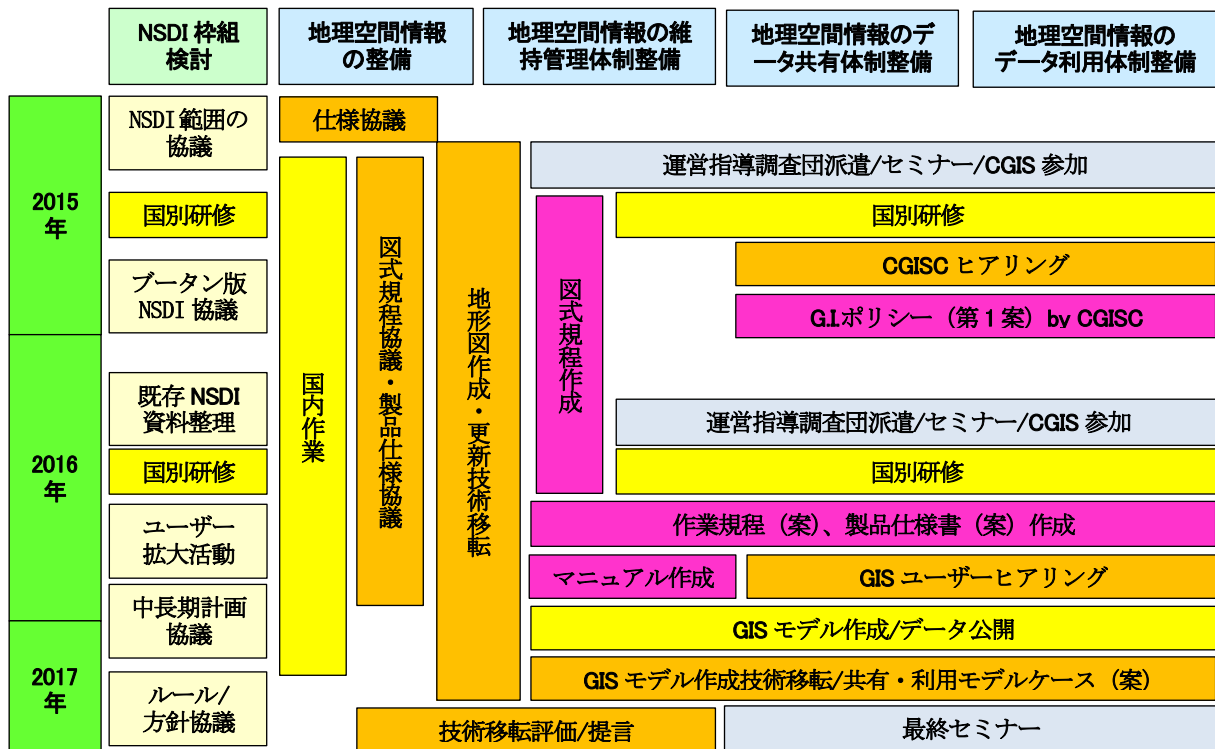 NSDI 枠組
検討
地理空間情報
の整備
地理空間情報の維
持管理体制整備
地理空間情報のデ
ータ共有体制整備
地理空間情報の
データ利用体制整備
2015
年
2016
年
2017
年
NSDI 範囲の
協議
国別研修
ブータン版
NSDI 協議
既存 NSDI
資料整理
国別研修
ユーザー
拡大活動
中長期計画
協議
ルール/
方針協議
仕様協議
国内作業
図式規程協議・製品仕様協議
地形図作成・更新技術移転
運営指導調査団派遣/セミナー/CGIS 参加
図式規程作成
国別研修
CGISC ヒアリング
G.I.ポリシー（第 1 案）by CGISC
運営指導調査団派遣/セミナー/CGIS 参加
国別研修
作業規程（案）、製品仕様書（案）作成
マニュアル作成
GIS ユーザーヒアリング
GIS モデル作成/データ公開
GIS モデル作成技術移転/共有・利用モデルケース（案）
技術移転評価/提言
最終セミナー